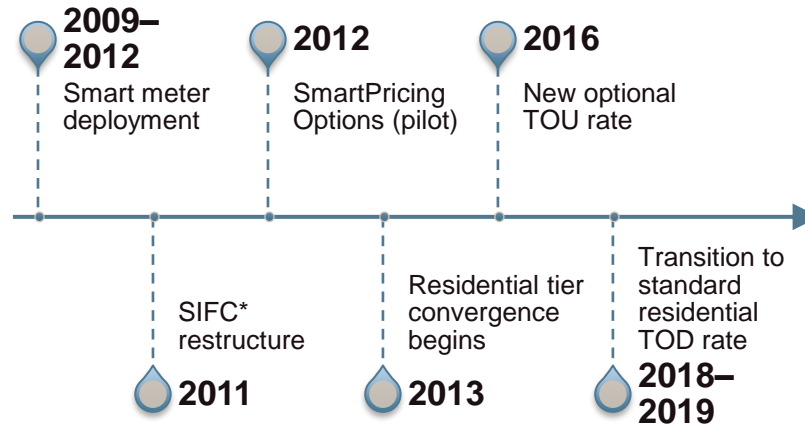 2009–
2012
Smart meter
deployment
2012
SmartPricing
Options (pilot)
2016
New optional
TOU rate
SIFC*
restructure
2011
Residential tier
convergence
begins
2013
Transition to
standard
residential
TOD rate
2018–
2019